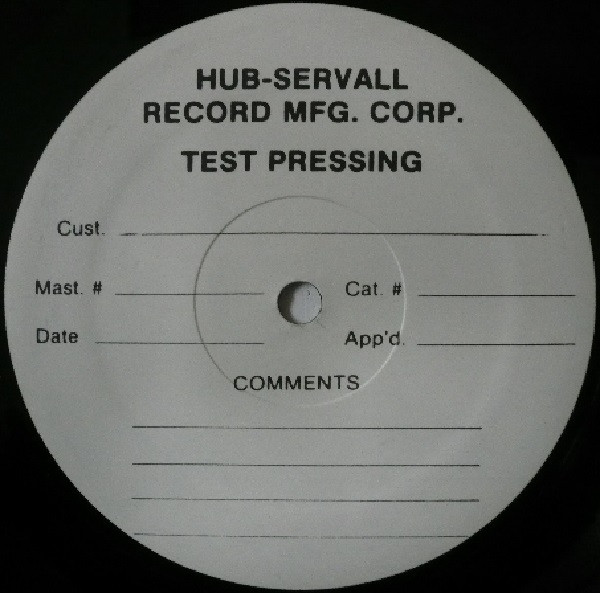 HUB-SERVALL
RECORD MFG. CORP.
TEST PRESSING
Cust.
Mast. # Cat. #
Date App'd.
COMMENTS